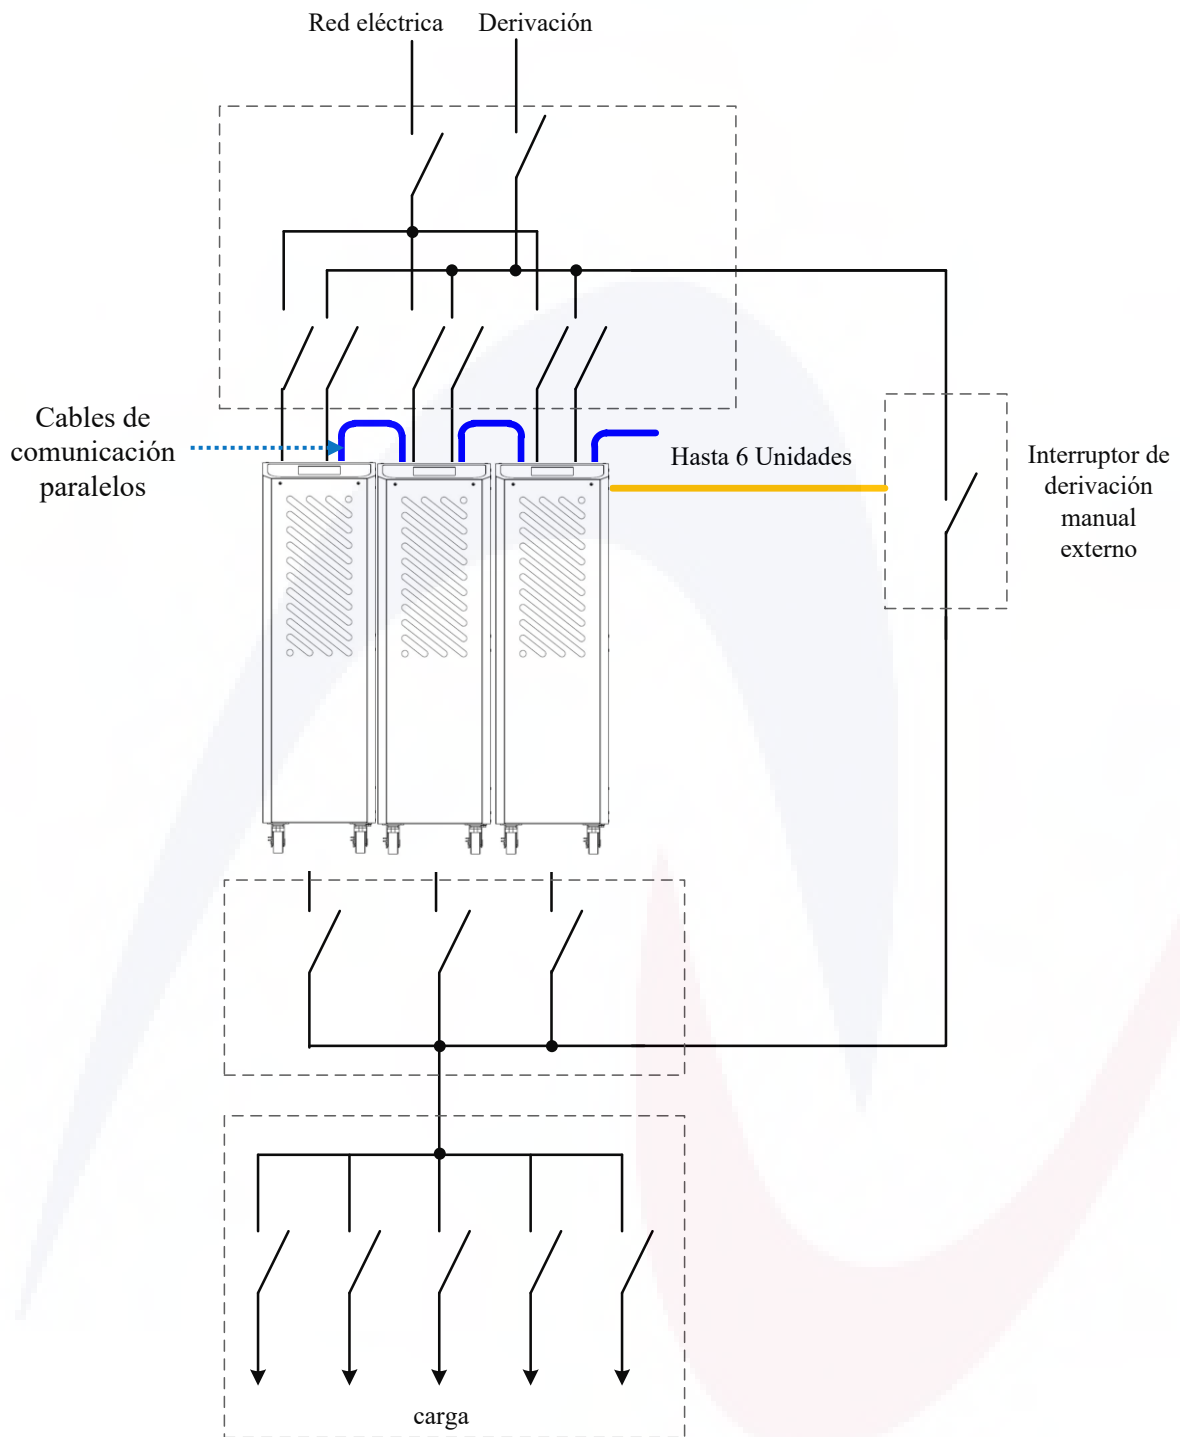 Red eléctrica
Derivación
Cables de
comunicación
paralelos
Hasta 6 Unidades
Interruptor de
derivación
manual
externo
carga